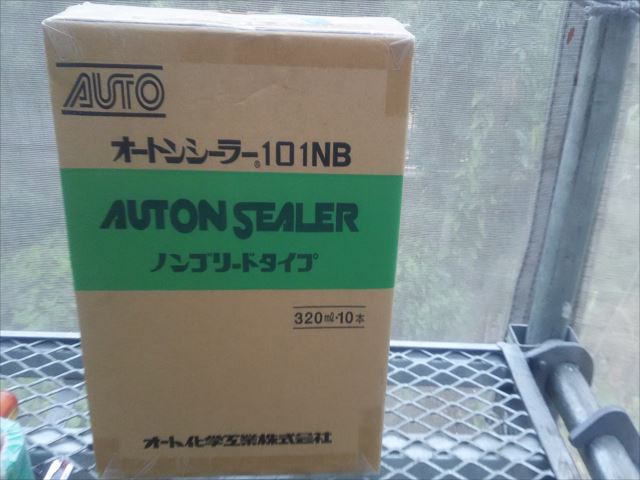 AUTO
オートンシーラー®101NB
AUTON SEALER
ノンブリードタイプ
320ml・10本
オート化学工業株式会社